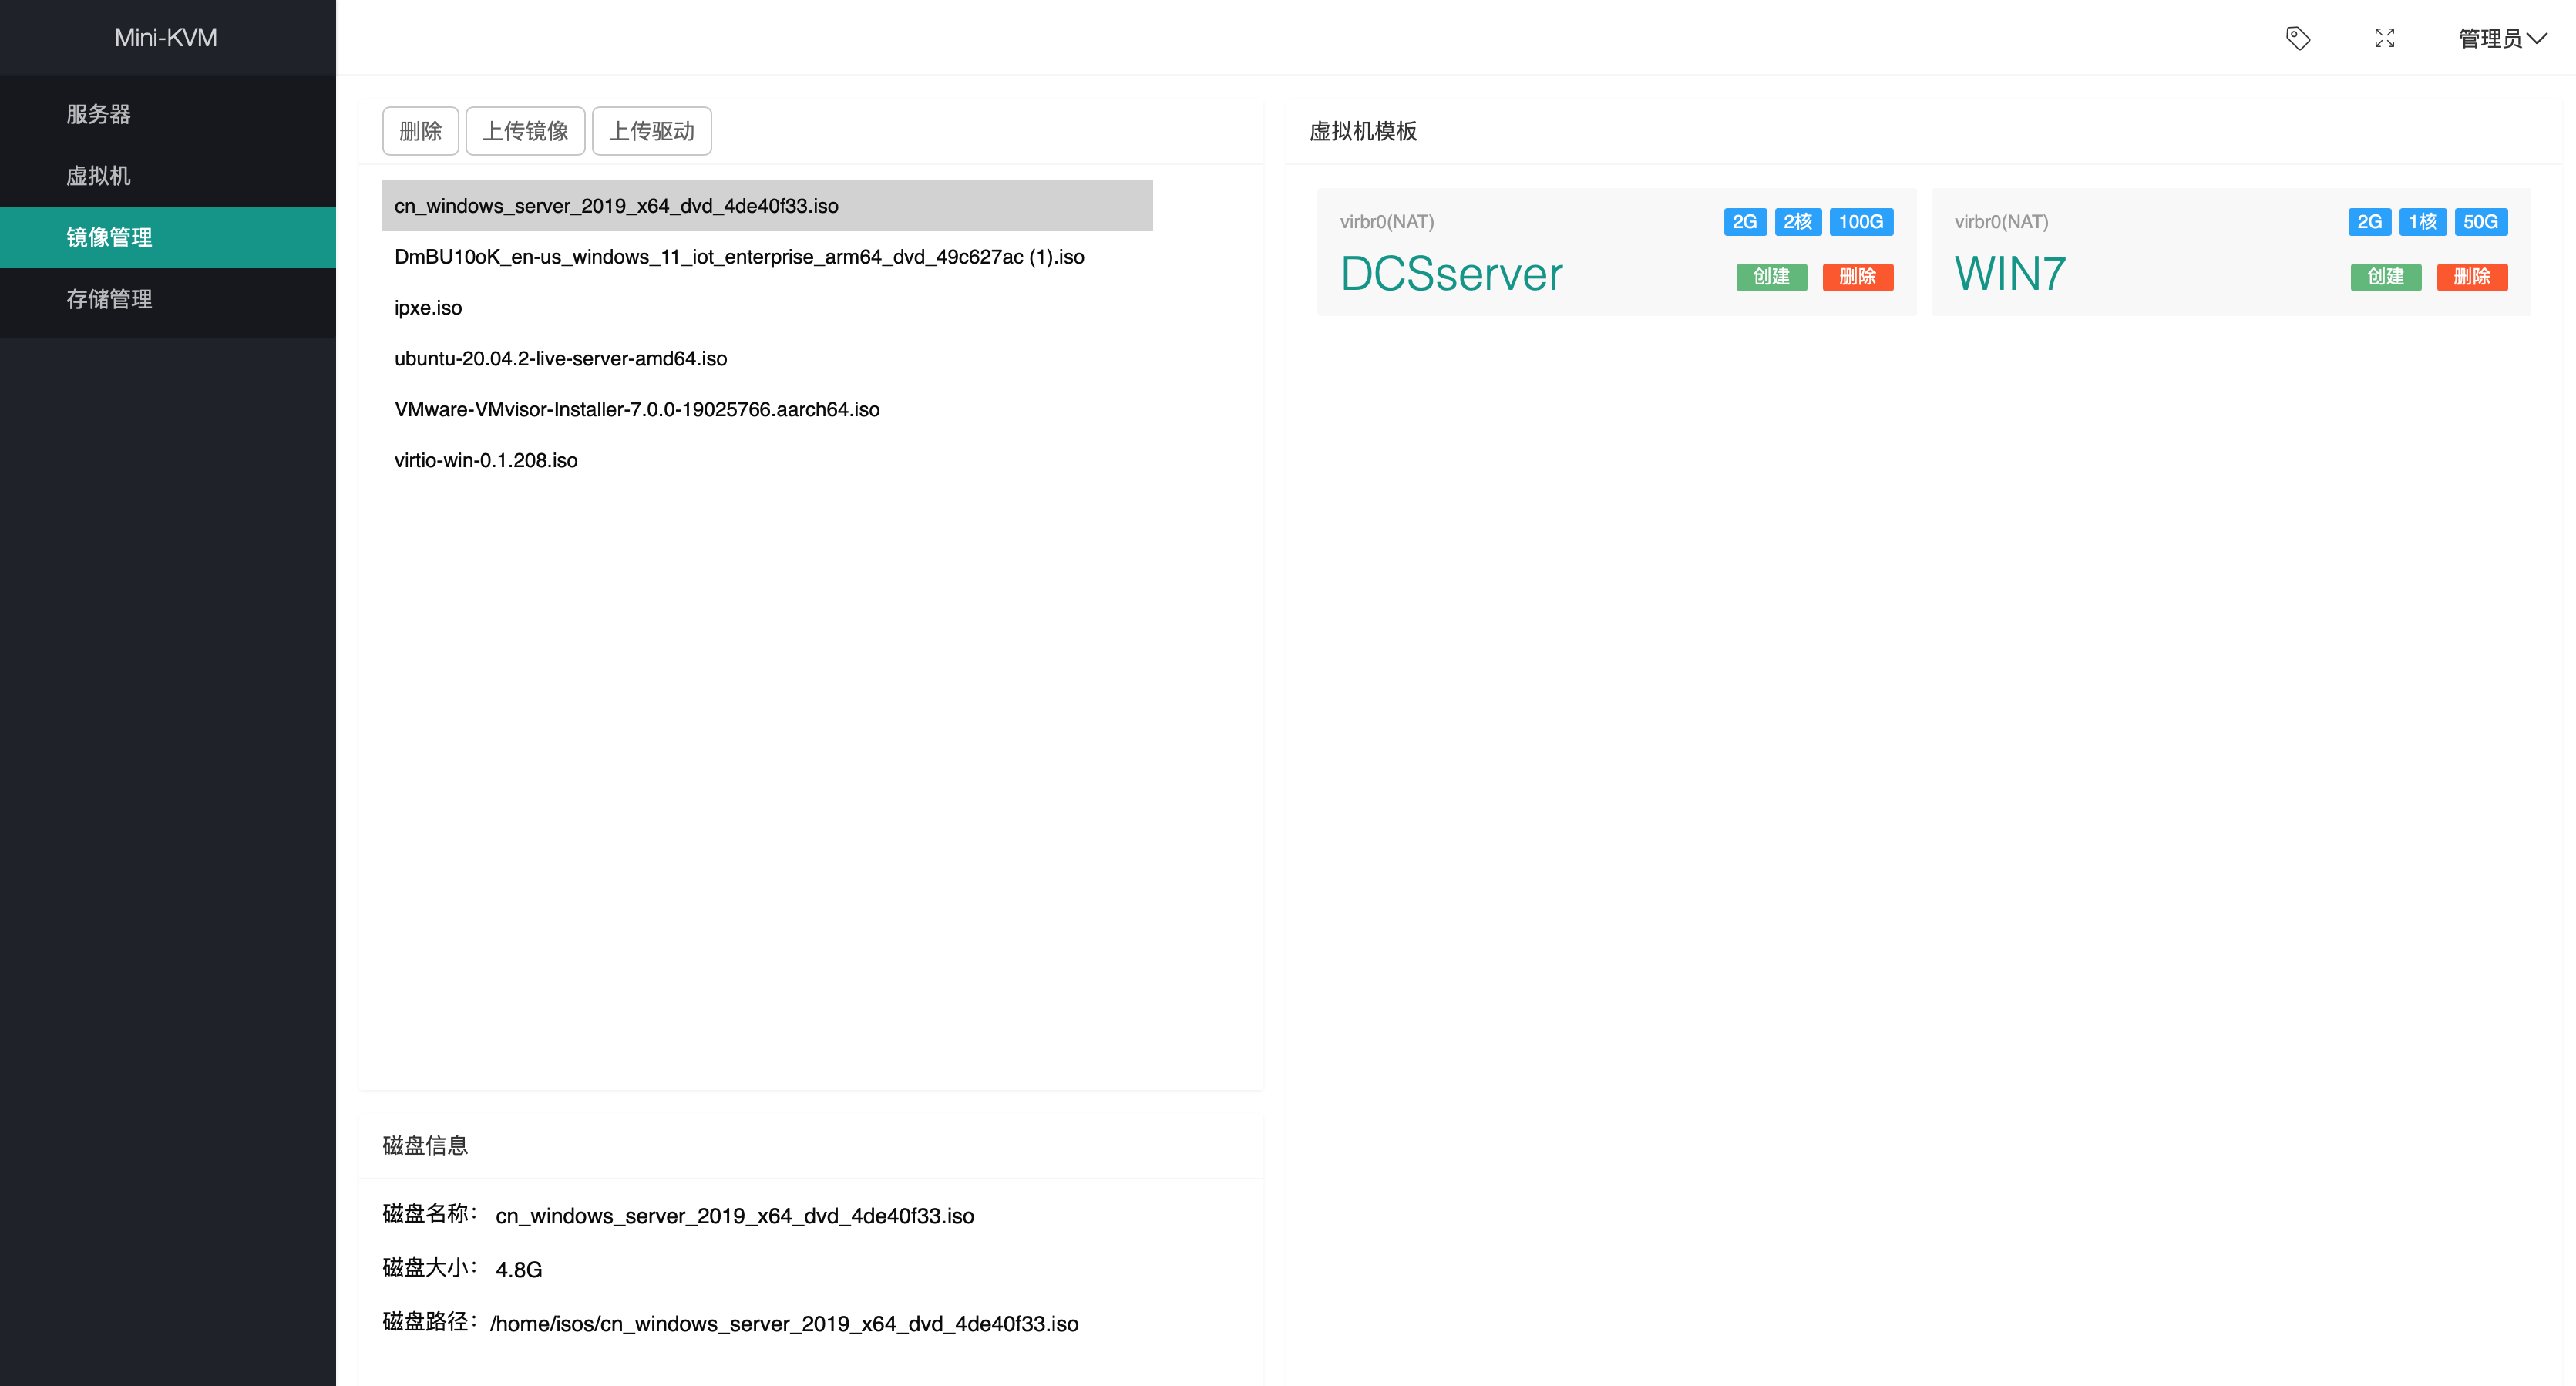 Mini-KVM
管理员
服务器
虚拟机
镜像管理
存储管理
删除 上传镜像 上传驱动
cn_windows_server_2019_x64_dvd_4de40f33.iso
DmBU10oK_en-us_windows_11_iot_enterprise_arm64_dvd_49c627ac (1).iso
ipxe.iso
ubuntu-20.04.2-live-server-amd64.iso
VMware-VMvisor-Installer-7.0.0-19025766.aarch64.iso
virtio-win-0.1.208.iso
磁盘信息
磁盘名称： cn_windows_server_2019_x64_dvd_4de40f33.iso
磁盘大小： 4.8G
磁盘路径：/home/isos/cn_windows_server_2019_x64_dvd_4de40f33.iso
虚拟机模板
virbr0(NAT) 2G 2核 100G
DCSserver 创建 删除
virbr0(NAT) 2G 1核 50G
WIN7 创建 删除